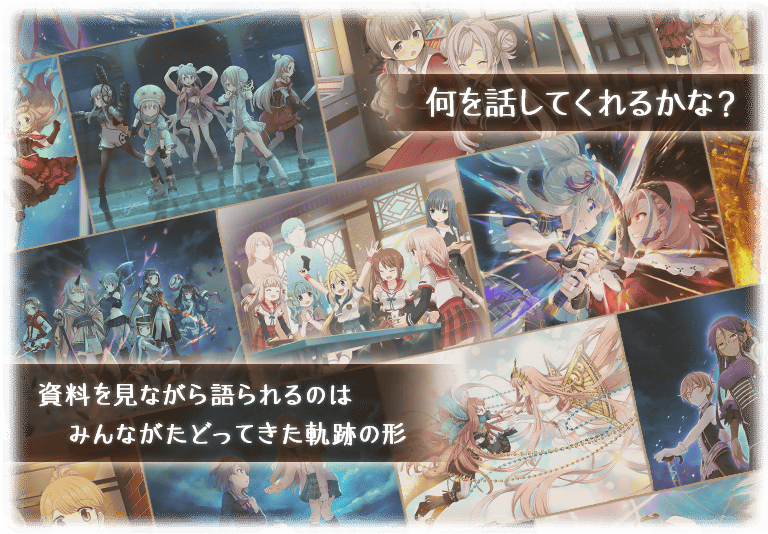 何を話してくれるかな？
資料を見ながら語られるのは
みんながたどってきた軌跡の形